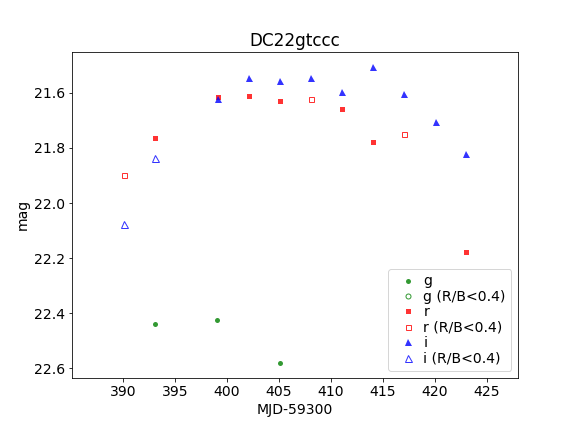 DC22gtccc
mag
21.6
21.8
22.0
22.2
22.4
22.6
390 395 400 405 410 415 420 425
MJD-59300
g
g (R/B<0.4)
r
r (R/B<0.4)
i
i (R/B<0.4)